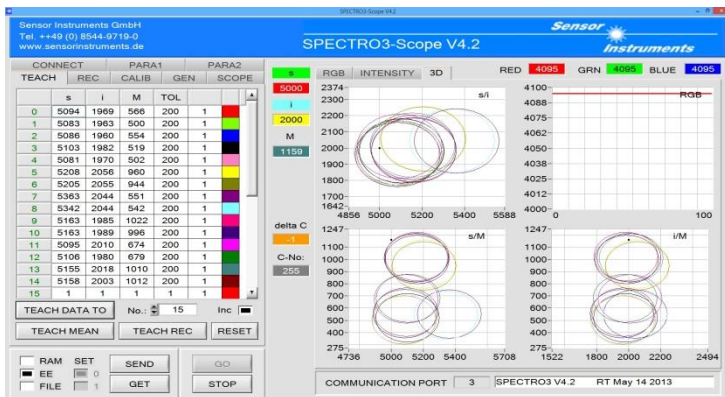 SPECTRO3-Scope V4.2
Sensor Instruments GmbH
Tel. ++49 (0) 8544-9719-0
www.sensorinstruments.de
SPECTRO3-Scope V4.2
Sensor
Instruments
CONNECT PARA1 PARA2
TEACH REC CALIB GEN SCOPE
s i M TOL
0 5094 1969 566 200 1
1 5083 1963 500 200 1
2 5086 1960 554 200 1
3 5103 1982 519 200 1
4 5081 1970 502 200 1
5 5208 2056 960 200 1
6 5205 2055 944 200 1
7 5363 2044 551 200 1
8 5342 2044 542 200 1
9 5163 1985 1022 200 1
10 5163 1989 996 200 1
11 5095 2010 674 200 1
12 5106 1980 679 200 1
13 5155 2018 1010 200 1
14 5158 2003 1012 200 1
15 1 1 1 1 1
TEACH DATA TO No.: 15 Inc
TEACH MEAN TEACH REC RESET
RAM SET
EE 0
FILE 1
SEND
GET
GO
STOP
s
5000
i
2000
M
1159
delta C
-1
C-No:
255
RGB INTENSITY 3D
RED 4095 GRN 4095 BLUE 4095
s/i
2374
2300
2200
2100
2000
1900
1800
1700
1642
4856 5000 5200 5400 5588
RGB
4100
4088
4075
4062
4050
4038
4025
4012
4000
0 100
s/M
1247
1100
1000
900
800
700
600
500
400
275
4736 5000 5200 5400 5708
i/M
1247
1100
1000
900
800
700
600
500
400
275
1522 1800 2000 2200 2494
COMMUNICATION PORT 3 SPECTRO3 V4.2 RT May 14 2013